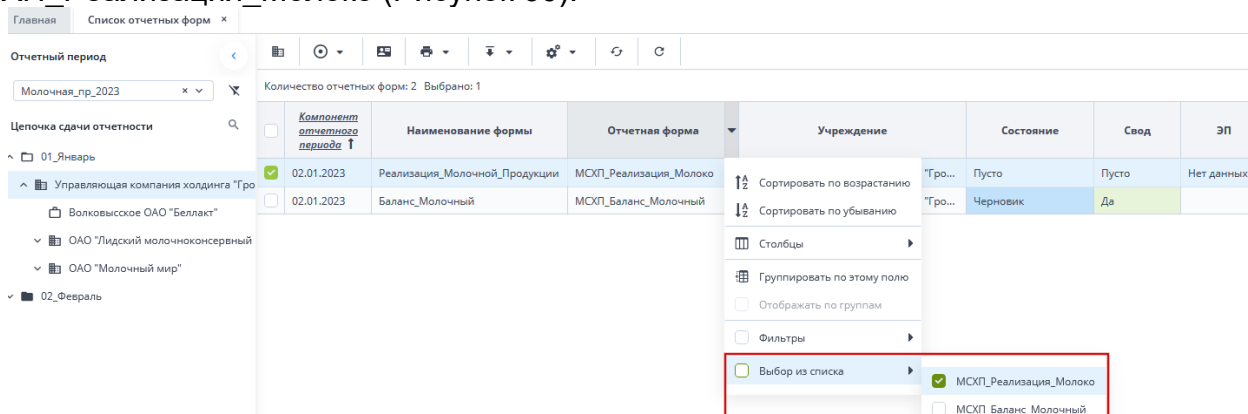 Главная Список отчетных форм ×
Отчетный период
Молочная_пр_2023 ×
Цепочка сдачи отчетности
01_Январь
Управляющая компания холдинга "Гро
Волковысское ОАО "Беллакт"
ОАО "Лидский молочноконсервный
ОАО "Молочный мир"
02_Февраль
Количество отчетных форм: 2 Выбрано: 1
Компонент отчетного периода Наименование формы Отчетная форма Учреждение Состояние Свод ЭП
02.01.2023 Реализация_Молочной_Продукции МСХП_Реализация_Молоко "Гро... Пусто Пусто Нет данных
02.01.2023 Баланс_Молочный МСХП_Баланс_Молочный "Гро... Черновик Да
Сортировать по возрастанию
Сортировать по убыванию
Столбцы
Группировать по этому полю
Отображать по группам
Фильтры
Выбор из списка
МСХП_Реализация_Молоко
МСХП_Баланс_Молочный